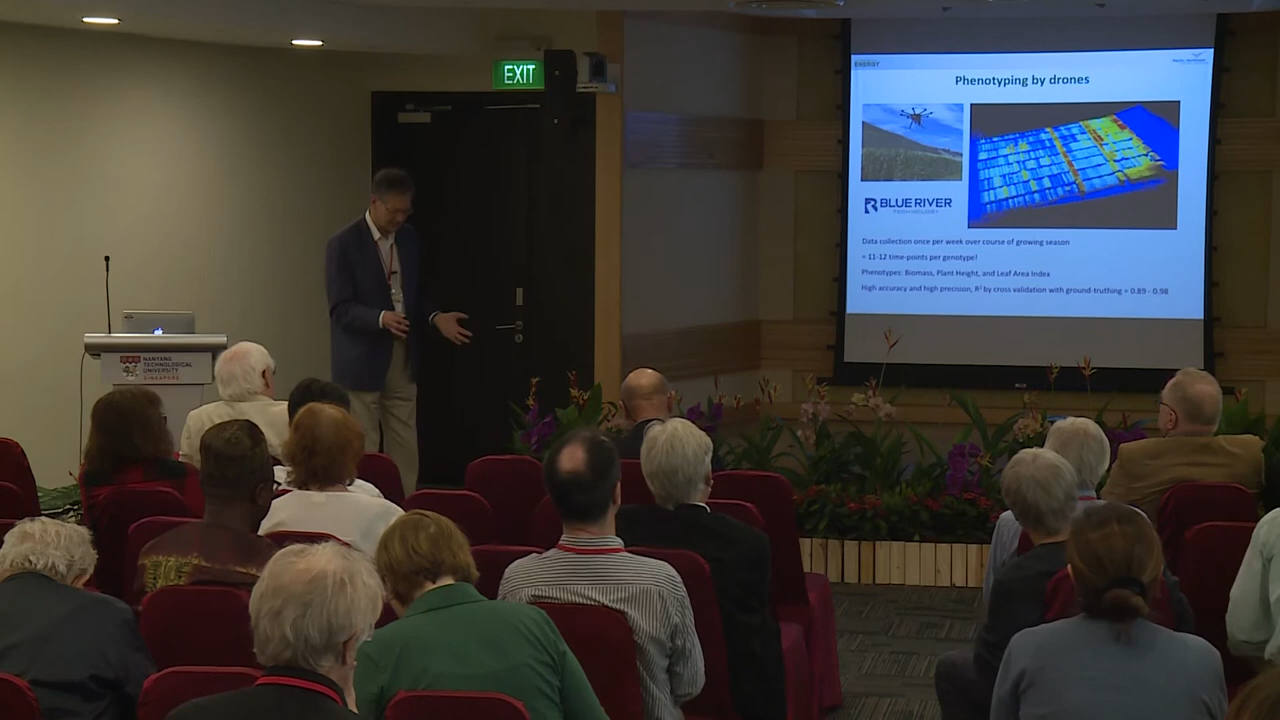 EXIT
ENERGY
Phenotyping by drones
BLUE RIVER
TECHNOLOGY
Data collection once per week over course of growing season
= 11-12 time-points per genotype!
Phenotypes: Biomass, Plant Height, and Leaf Area Index
High accuracy and high precision, R² by cross validation with ground-truthing = 0.89 - 0.98
NANYANG
TECHNOLOGICAL
UNIVERSITY
SINGAPORE